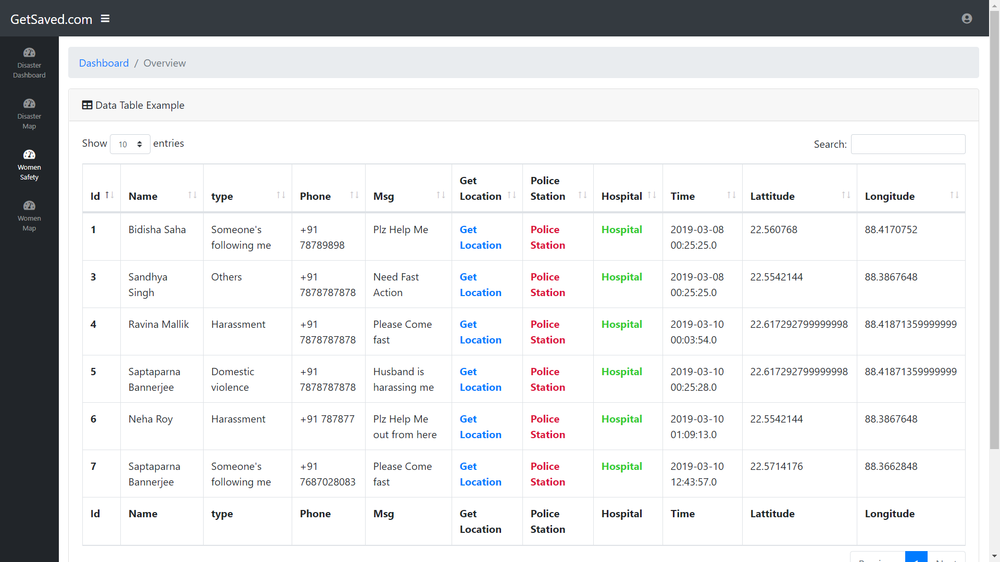 GetSaved.com
Disaster
Dashboard
Disaster
Map
Women
Safety
Women
Map
Dashboard / Overview
Data Table Example
Show 10 entries
Search:
Id Name type Phone Msg Get Location Police Station Hospital Time Lattitude Longitude
1 Bidisha Saha Someone's following me +91 78789898 Plz Help Me Get Location Police Station Hospital 2019-03-08 00:25:25.0 22.560768 88.4170752
3 Sandhya Singh Others +91 7878787878 Need Fast Action Get Location Police Station Hospital 2019-03-08 00:25:25.0 22.5542144 88.3867648
4 Ravina Mallik Harassment +91 7878787878 Please Come fast Get Location Police Station Hospital 2019-03-10 00:03:54.0 22.617292799999998 88.41871359999999
5 Saptaparna Bannerjee Domestic violence +91 7878787878 Husband is harassing me Get Location Police Station Hospital 2019-03-10 00:25:28.0 22.617292799999998 88.41871359999999
6 Neha Roy Harassment +91 787877 Plz Help Me out from here Get Location Police Station Hospital 2019-03-10 01:09:13.0 22.5542144 88.3867648
7 Saptaparna Bannerjee Someone's following me +91 7687028083 Please Come fast Get Location Police Station Hospital 2019-03-10 12:43:57.0 22.5714176 88.3662848
Id Name type Phone Msg Get Location Police Station Hospital Time Lattitude Longitude